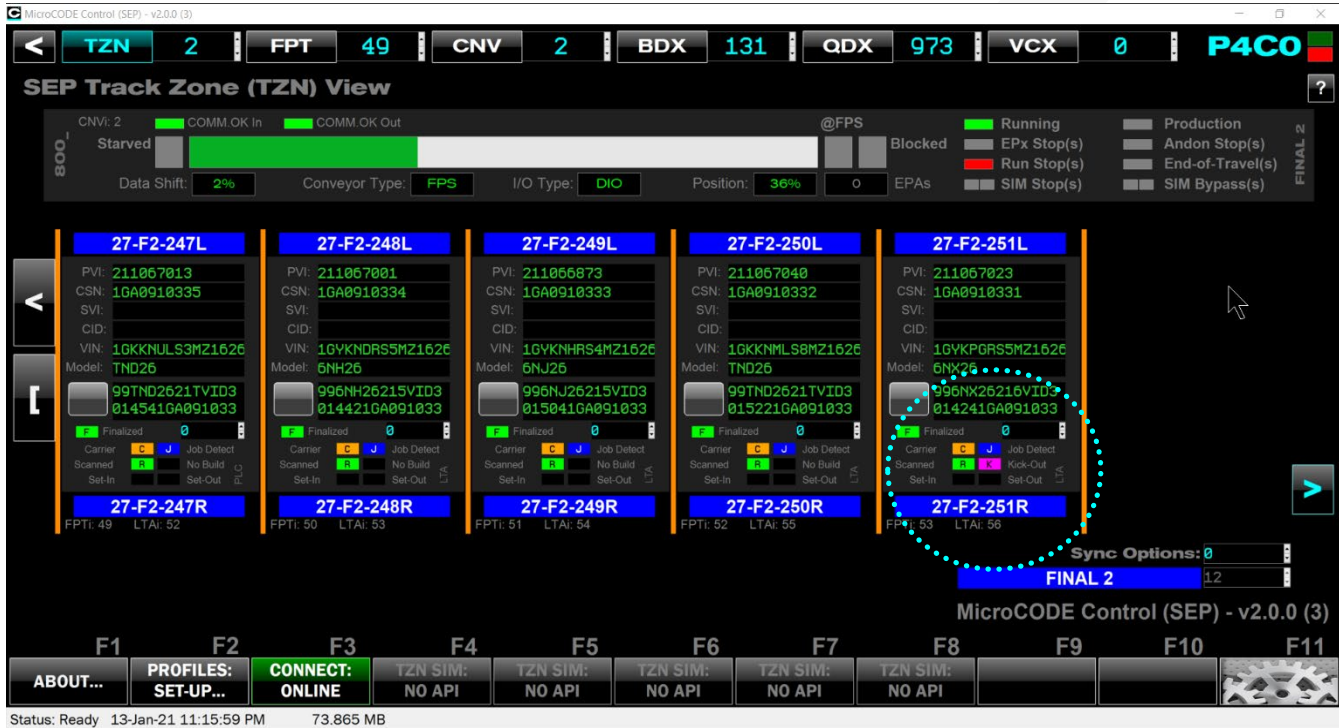 MicroCODE Control (SEP) - v2.0.0 (3)
< TZN 2 FPT 49 CNV 2 BDX 131 QDX 973 VCX 0 P4C0
SEP Track Zone (TZN) View ?
CNVi: 2 COMM.OK In COMM.OK Out @FPS Running Production
800_ Starved Blocked EPx Stop(s) Andon Stop(s) FINAL 2
Run Stop(s) End-of-Travel(s)
Data Shift: 2% Conveyor Type: FPS I/O Type: DIO Position: 36% 0 EPAs SIM Stop(s) SIM Bypass(s)
27-F2-247L 27-F2-248L 27-F2-249L 27-F2-250L 27-F2-251L
PVI: 211067013 PVI: 211067001 PVI: 211066873 PVI: 211067040 PVI: 211067023
CSN: 1GA0910335 CSN: 1GA0910334 CSN: 1GA0910333 CSN: 1GA0910332 CSN: 1GA0910331
< SVI: SVI: SVI: SVI: SVI:
CID: CID: CID: CID: CID:
VIN: 1GKKNULS3MZ1626 VIN: 1GYKNDRS5MZ1626 VIN: 1GYKNHRS4MZ1626 VIN: 1GKKNMLS8MZ1626 VIN: 1GYKPGRS5MZ1626
Model: TND26 Model: 6NH26 Model: 6NJ26 Model: TND26 Model: 6NX26
[ 99TND2621TVID3 996NH26215VID3 996NJ26215VID3 99TND2621TVID3 996NX26216VID3
014541GA091033 014421GA091033 015041GA091033 015221GA091033 014241GA091033
F Finalized 0 F Finalized 0 F Finalized 0 F Finalized 0 F Finalized 0
Carrier C J Job Detect Carrier C J Job Detect Carrier C J Job Detect Carrier C J Job Detect Carrier C J Job Detect
Scanned R No Build PLC Scanned R No Build LTA Scanned R No Build LTA Scanned R No Build LTA Scanned R K Kick-Out LTA
Set-In Set-Out Set-In Set-Out Set-In Set-Out Set-In Set-Out Set-In Set-Out >
27-F2-247R 27-F2-248R 27-F2-249R 27-F2-250R 27-F2-251R
FPTi: 49 LTAi: 52 FPTi: 50 LTAi: 53 FPTi: 51 LTAi: 54 FPTi: 52 LTAi: 55 FPTi: 53 LTAi: 56
Sync Options: 0
FINAL 2 12
MicroCODE Control (SEP) - v2.0.0 (3)
F1 F2 F3 F4 F5 F6 F7 F8 F9 F10 F11
ABOUT... PROFILES: CONNECT: TZN SIM: TZN SIM: TZN SIM: TZN SIM: TZN SIM:
SET-UP... ONLINE NO API NO API NO API NO API NO API
Status: Ready 13-Jan-21 11:15:59 PM 73.865 MB